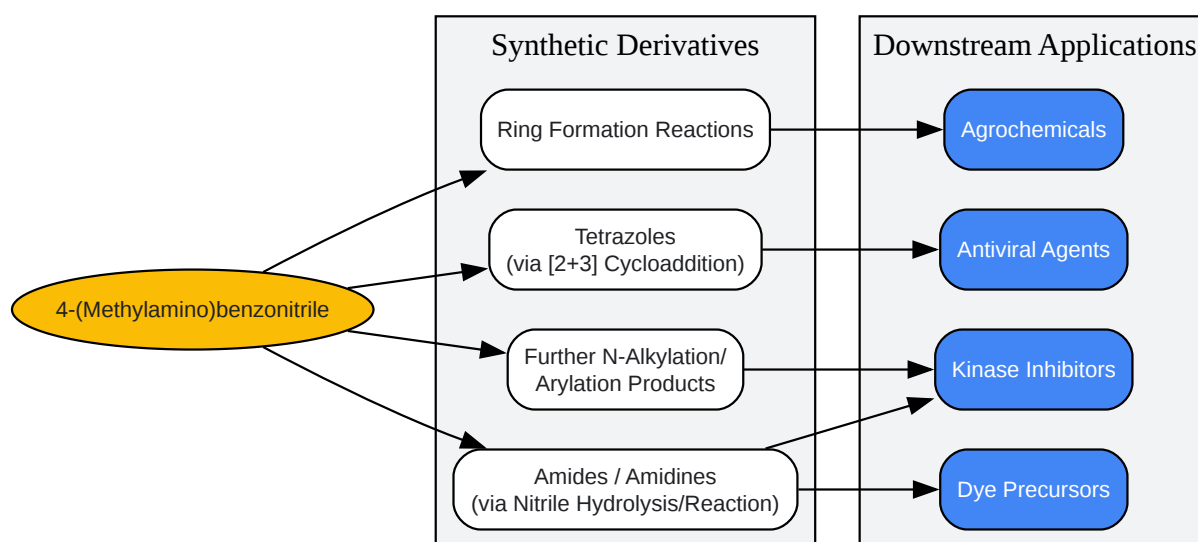 Synthetic Derivatives
Downstream Applications
Ring Formation Reactions
Agrochemicals
Tetrazoles
(via [2+3] Cycloaddition)
Antiviral Agents
4-(Methylamino)benzonitrile
Further N-Alkylation/
Arylation Products
Kinase Inhibitors
Amides / Amidines
(via Nitrile Hydrolysis/Reaction)
Dye Precursors